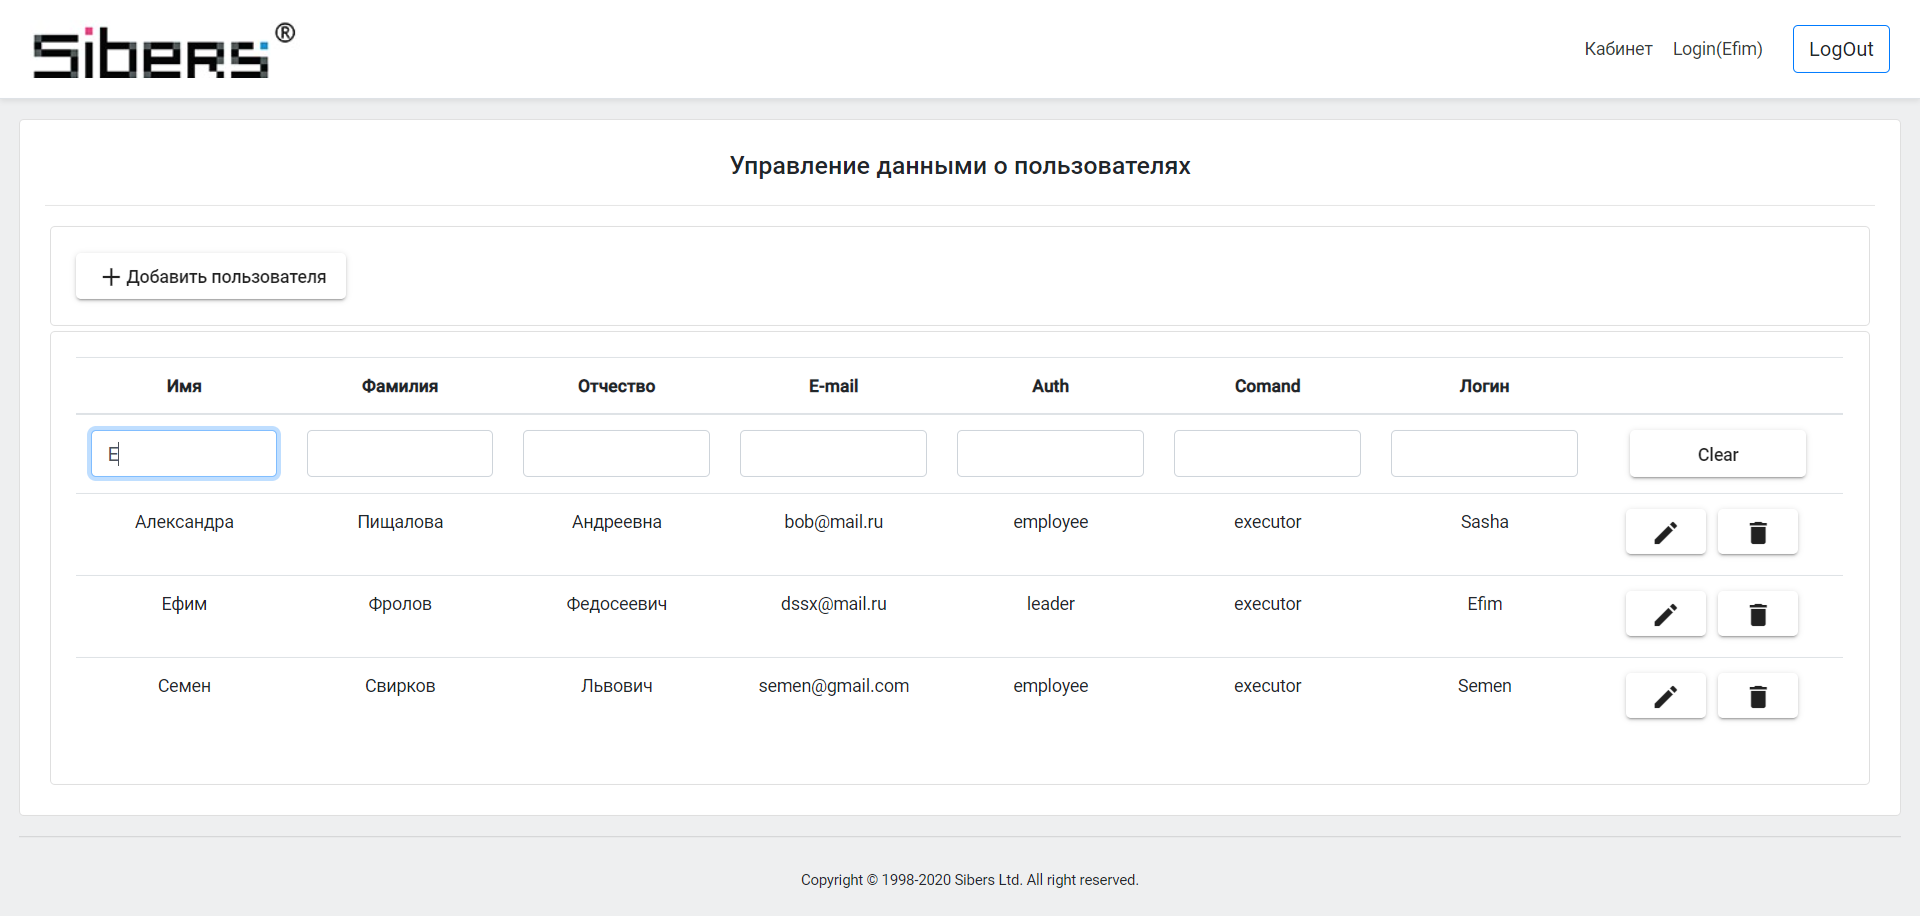 Sibers®
Кабинет Login(Efim) LogOut
Управление данными о пользователях
+ Добавить пользователя
Имя Фамилия Отчество E-mail Auth Comand Логин
Е Clear
Александра Пищалова Андреевна bob@mail.ru employee executor Sasha
Ефим Фролов Федосеевич dssx@mail.ru leader executor Efim
Семен Свирков Львович semen@gmail.com employee executor Semen
Copyright © 1998-2020 Sibers Ltd. All right reserved.